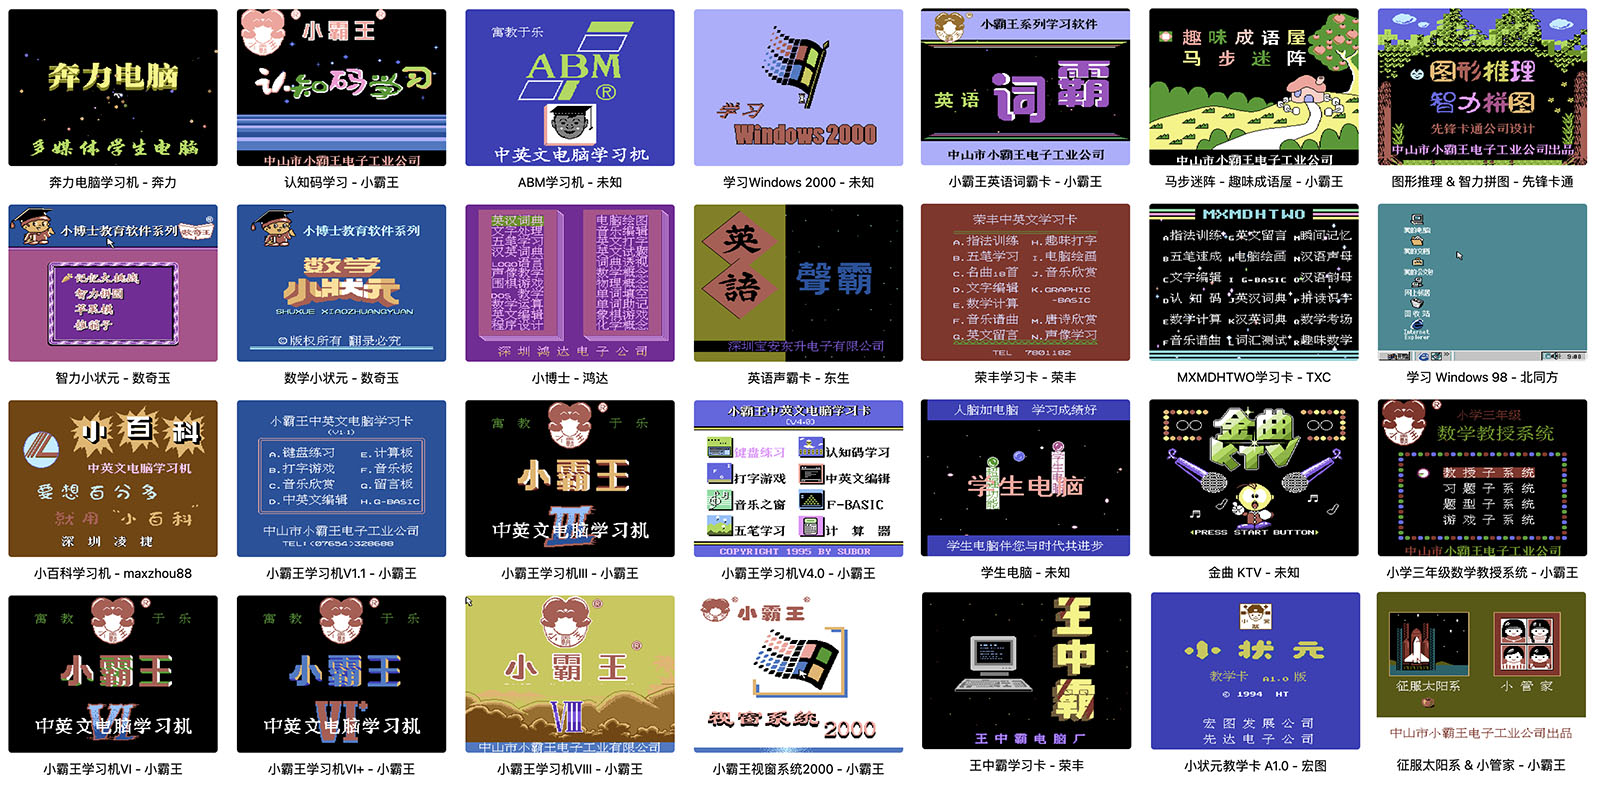 奔力电脑
多媒体学生电脑
奔力电脑学习机 - 奔力
小霸王
认知码学习
中山市小霸王电子工业公司
认知码学习 - 小霸王
寓教于乐
ABM
®
中英文电脑学习机
ABM学习机 - 未知
学习
Windows 2000
学习Windows 2000 - 未知
小霸王系列学习软件
英语 词霸
中山市小霸王电子工业公司
小霸王英语词霸卡 - 小霸王
趣味成语屋
马步迷阵
中山市小霸王电子工业公司
马步迷阵 - 趣味成语屋 - 小霸王
图形推理
智力拼图
先锋卡通公司设计
中山市小霸王电子工业公司出品
图形推理 & 智力拼图 - 先锋卡通
小博士教育软件系列
数奇王
记忆大挑战
智力拼图
苹果棋
推箱子
智力小状元 - 数奇玉
小博士教育软件系列
数学
小状元
SHUXUE XIAOZHUANGYUAN
©版权所有 翻录必究
数学小状元 - 数奇玉
英汉词典
文字处理
五笔学习
汉英词典
LOGO语言
声像教学
围棋游戏
DOS 教学
数学运算
英文编辑
程序设计
电脑绘图
音乐编辑
英文打字
英文试题
词典读视
数学概念
物理概念
单词填空
单词助记
象棋游戏
化学概念
深圳鸿达电子公司
小博士 - 鸿达
英語
聲霸
深圳宝安东升电子有限公司
英语声霸卡 - 东生
荣丰中英文学习卡
A.指法训练 H.趣味打字
B.五笔学习 I.电脑绘画
C.名曲18首 J.音乐欣赏
D.文字编辑 K.GRAPHIC
-BASIC
E.数学计算
F.音乐谱曲 M.唐诗欣赏
G.英文留言 N.声像学习
TEL 7801182
荣丰学习卡 - 荣丰
MXMDHTWO
A指法训练 G英文留言 M瞬间记忆
B五笔速成 H电脑绘画 N汉语声母
C文字编辑 I G-BASIC O汉语韵母
D认知码 J英汉词典 P拼读识字
E数学计算 K汉英词典 Q数学考场
F音乐谱曲 L词汇测试 R趣味数学
MXMDHTWO学习卡 - TXC
我的电脑
我的文档
我的公文包
网上邻居
回收站
Internet
Explorer
9:00
学习 Windows 98 - 北同方
小百科
中英文电脑学习机
爱想百分多
就用"小百科"
深圳凌捷
小百科学习机 - maxzhou88
小霸王中英文电脑学习卡
(V1.1)
A.键盘练习 E.计算板
B.打字游戏 F.音乐板
C.音乐欣赏 G.留言板
D.中英文编辑 H.G-BASIC
中山市小霸王电子工业公司
TEL:(07654)328688
小霸王学习机V1.1 - 小霸王
寓教于乐
小霸王
中英文电脑学习机
III
小霸王学习机III - 小霸王
小霸王中英文电脑学习卡
(V4.0)
键盘练习 认知码学习
打字游戏 中英文编辑
音乐之窗 F-BASIC
五笔学习 计算器
COPYRIGHT 1995 BY SUBOR
小霸王学习机V4.0 - 小霸王
人脑加电脑 学习成绩好
学生电脑
学生电脑伴您与时代共进步
学生电脑 - 未知
金曲
KTV
PRESS START BUTTON
金曲 KTV - 未知
小学三年级
数学教授系统
教授子系统
习题子系统
题型子系统
游戏子系统
中山市小霸王电子工业公司
小学三年级数学教授系统 - 小霸王
寓教于乐
小霸王
中英文电脑学习机
VI
小霸王学习机VI - 小霸王
寓教于乐
小霸王
中英文电脑学习机
VI+
小霸王学习机VI+ - 小霸王
小霸王
VIII
中山市小霸王电子工业有限公司
小霸王学习机VIII - 小霸王
小霸王
视窗系统
2000
小霸王视窗系统2000 - 小霸王
王中霸
王中霸电脑厂
王中霸学习卡 - 荣丰
小状元
教学卡 A1.0 版
© 1994 HT
宏图发展公司
先达电子公司
小状元教学卡 A1.0 - 宏图
征服太阳系 小管家
中山市小霸王电子工业公司出品
征服太阳系 & 小管家 - 小霸王